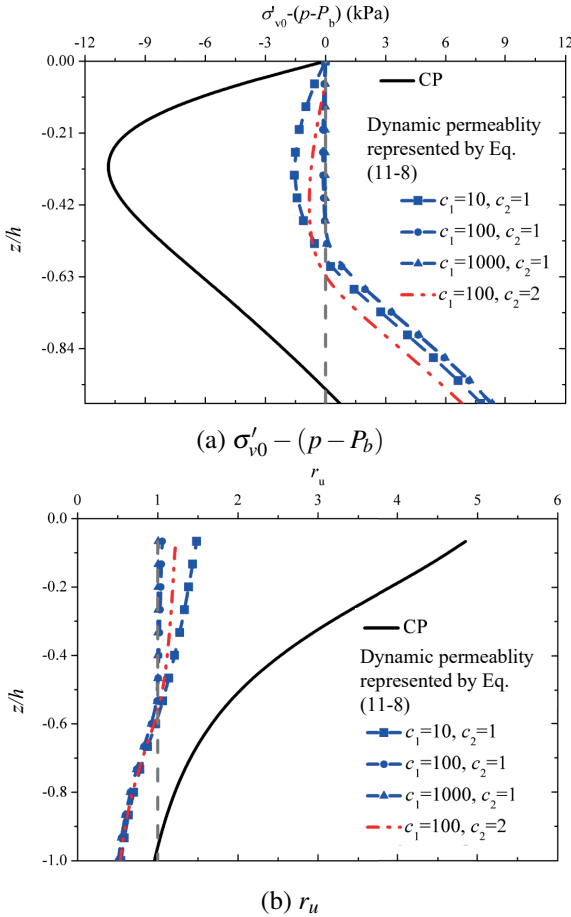 σ′v0-(p-Pb) (kPa)
-12 -9 -6 -3 0 3 6 9 12
0.00
-0.21
-0.42
-0.63
-0.84
z/h
CP
Dynamic permeablity
represented by Eq.
(11-8)
c1=10, c2=1
c1=100, c2=1
c1=1000, c2=1
c1=100, c2=2
(a) σ′v0 − (p − Pb)
ru
0 1 2 3 4 5 6
0.0
-0.2
-0.4
-0.6
-0.8
-1.0
z/h
CP
Dynamic permeablity
represented by Eq.
(11-8)
c1=10, c2=1
c1=100, c2=1
c1=1000, c2=1
c1=100, c2=2
(b) ru